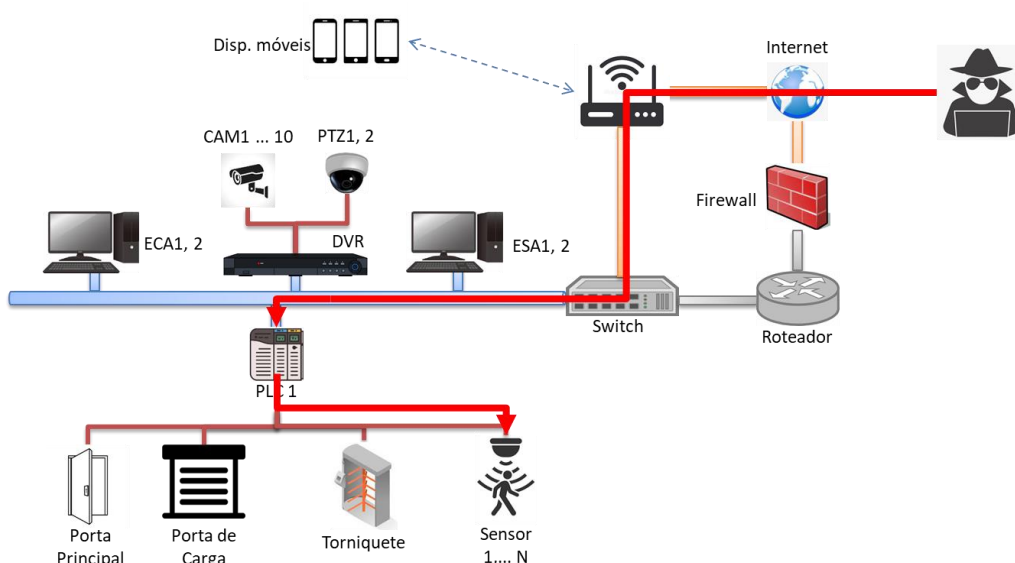 Disp. móveis
Internet
CAM1 ... 10
PTZ1, 2
Firewall
ECA1, 2
DVR
ESA1, 2
Switch
Roteador
PLC 1
Porta
Principal
Porta de
Carga
Torniquete
Sensor
1,... N